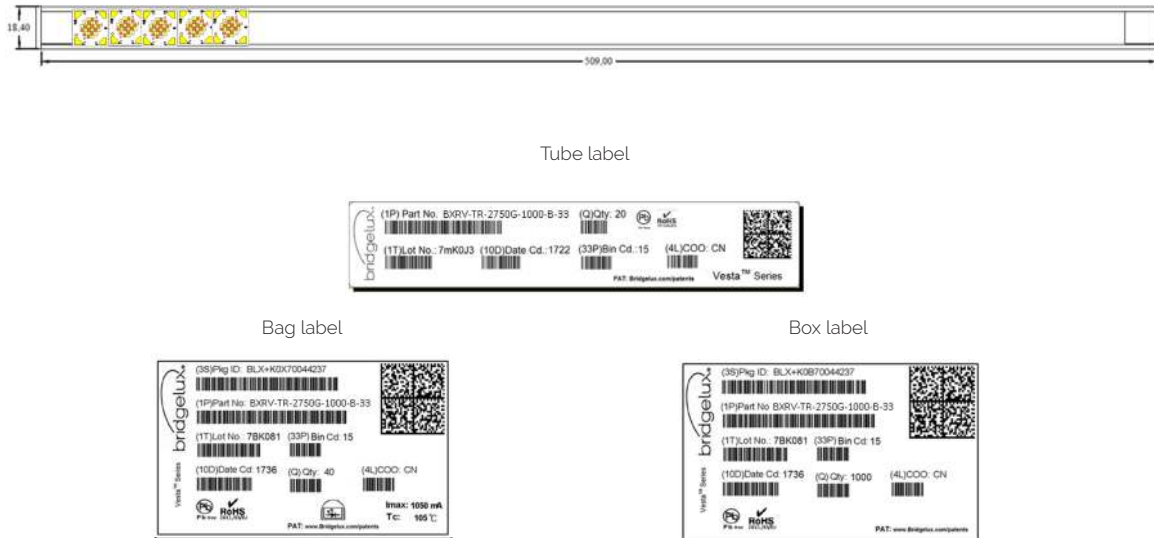 18,40
509,00
Tube label
bridgelux.
(1P) Part No. BXRV-TR-2750G-1000-B-33 (Q)Qty: 20 Pb RoHS
(1T)Lot No.: 7mK0J3 (10D)Date Cd.:1722 (33P)Bin Cd.:15 (4L)COO: CN
PAT: Bridgelux.com/patents Vesta™ Series
Bag label
bridgelux.
Vesta™ Series
(3S)Pkg ID: BLX+K0X70044237
(1P)Part No: BXRV-TR-2750G-1000-B-33
(1T)Lot No.: 7BK081 (33P) Bin Cd: 15
(10D)Date Cd: 1736 (Q) Qty: 40 (4L)COO: CN
Pb RoHS
Imax: 1050 mA
Tc: 105 ℃
PAT: www.Bridgelux.com/patents
Box label
bridgelux.
Vesta™ Series
(3S)Pkg ID: BLX+K0B70044237
(1P)Part No BXRV-TR-2750G-1000-B-33
(1T)Lot No.: 7BK081 (33P) Bin Cd: 15
(10D)Date Cd: 1736 (Q) Qty: 1000 (4L)COO: CN
Pb RoHS
PAT: www.Bridgelux.com/patents